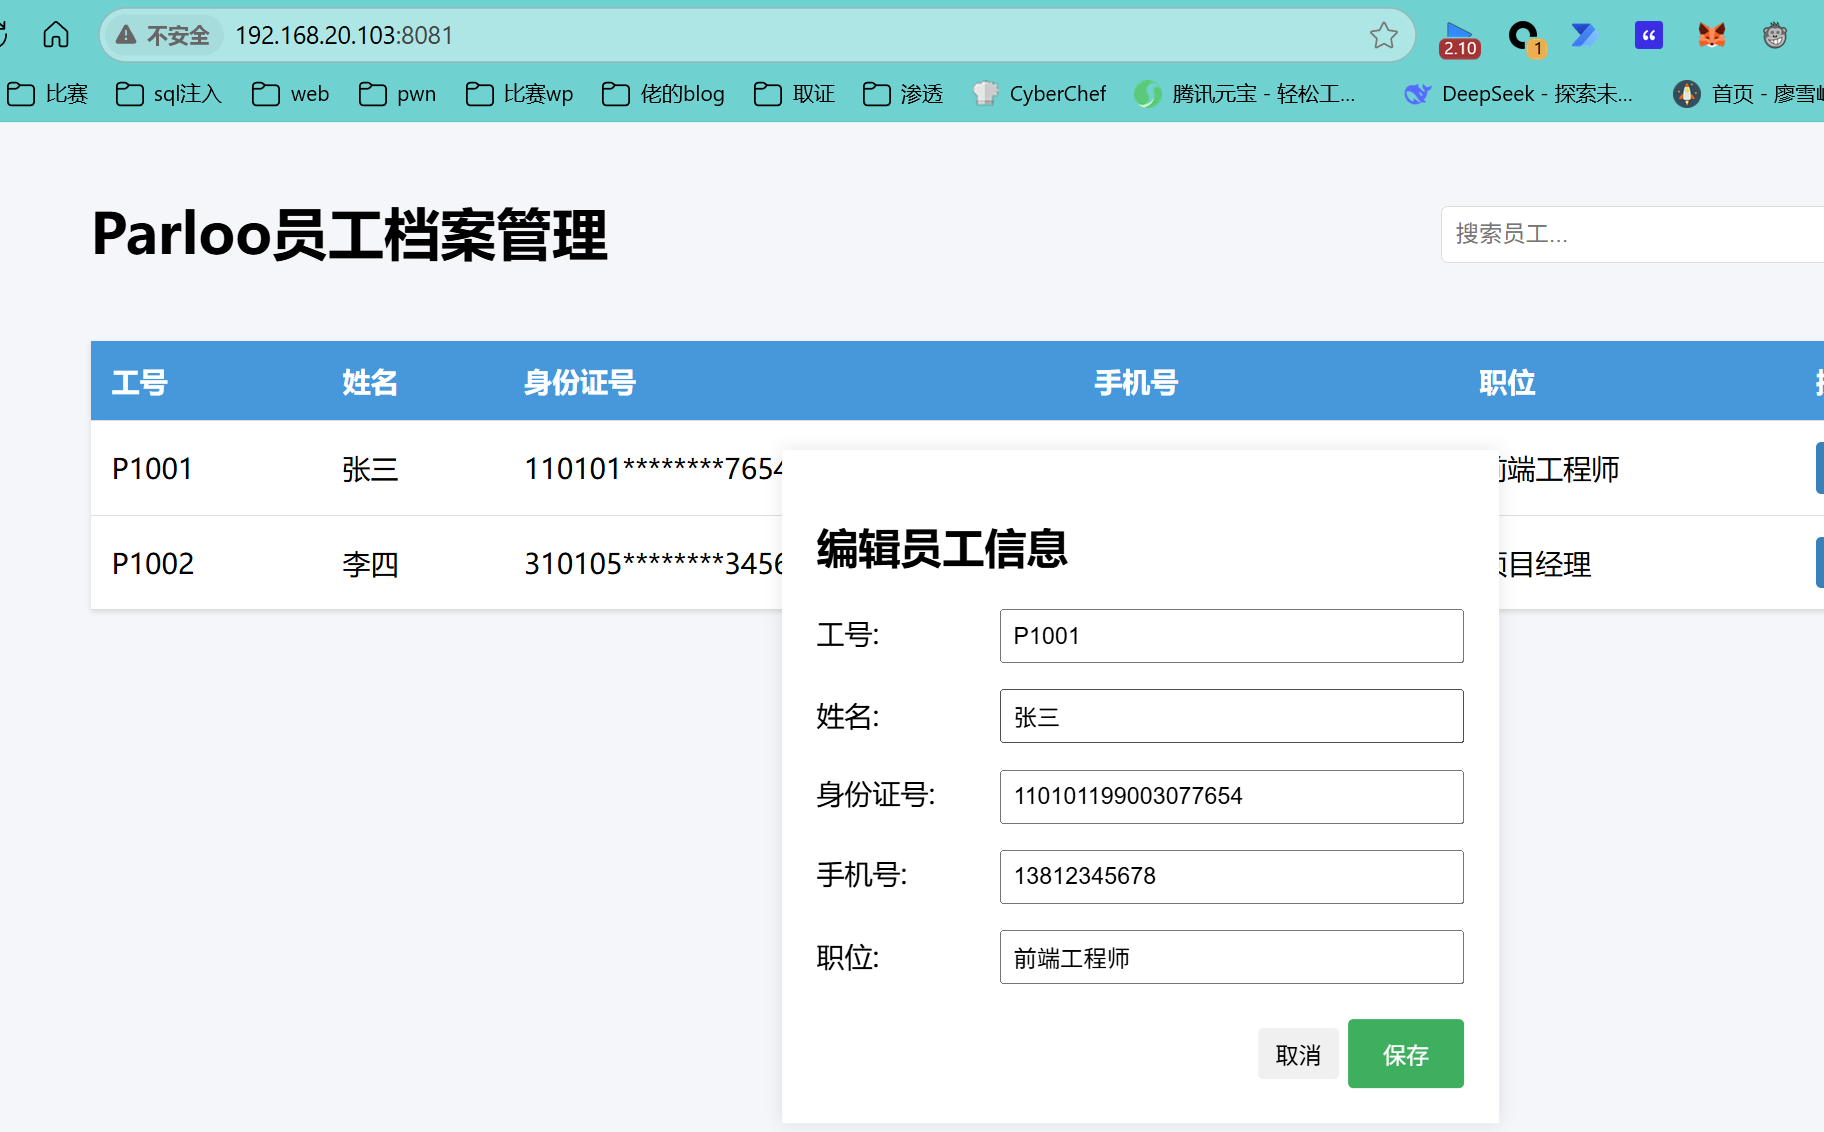 不安全 192.168.20.103:8081
2.10 1
比赛 sql注入 web pwn 比赛wp 佬的blog 取证 渗透 CyberChef 腾讯元宝 - 轻松工... DeepSeek - 探索未... 首页 - 廖雪
Parloo员工档案管理 搜索员工...
工号 姓名 身份证号 手机号 职位
P1001 张三 110101********7654 前端工程师
P1002 李四 310105********3456 项目经理
编辑员工信息
工号: P1001
姓名: 张三
身份证号: 110101199003077654
手机号: 13812345678
职位: 前端工程师
取消 保存